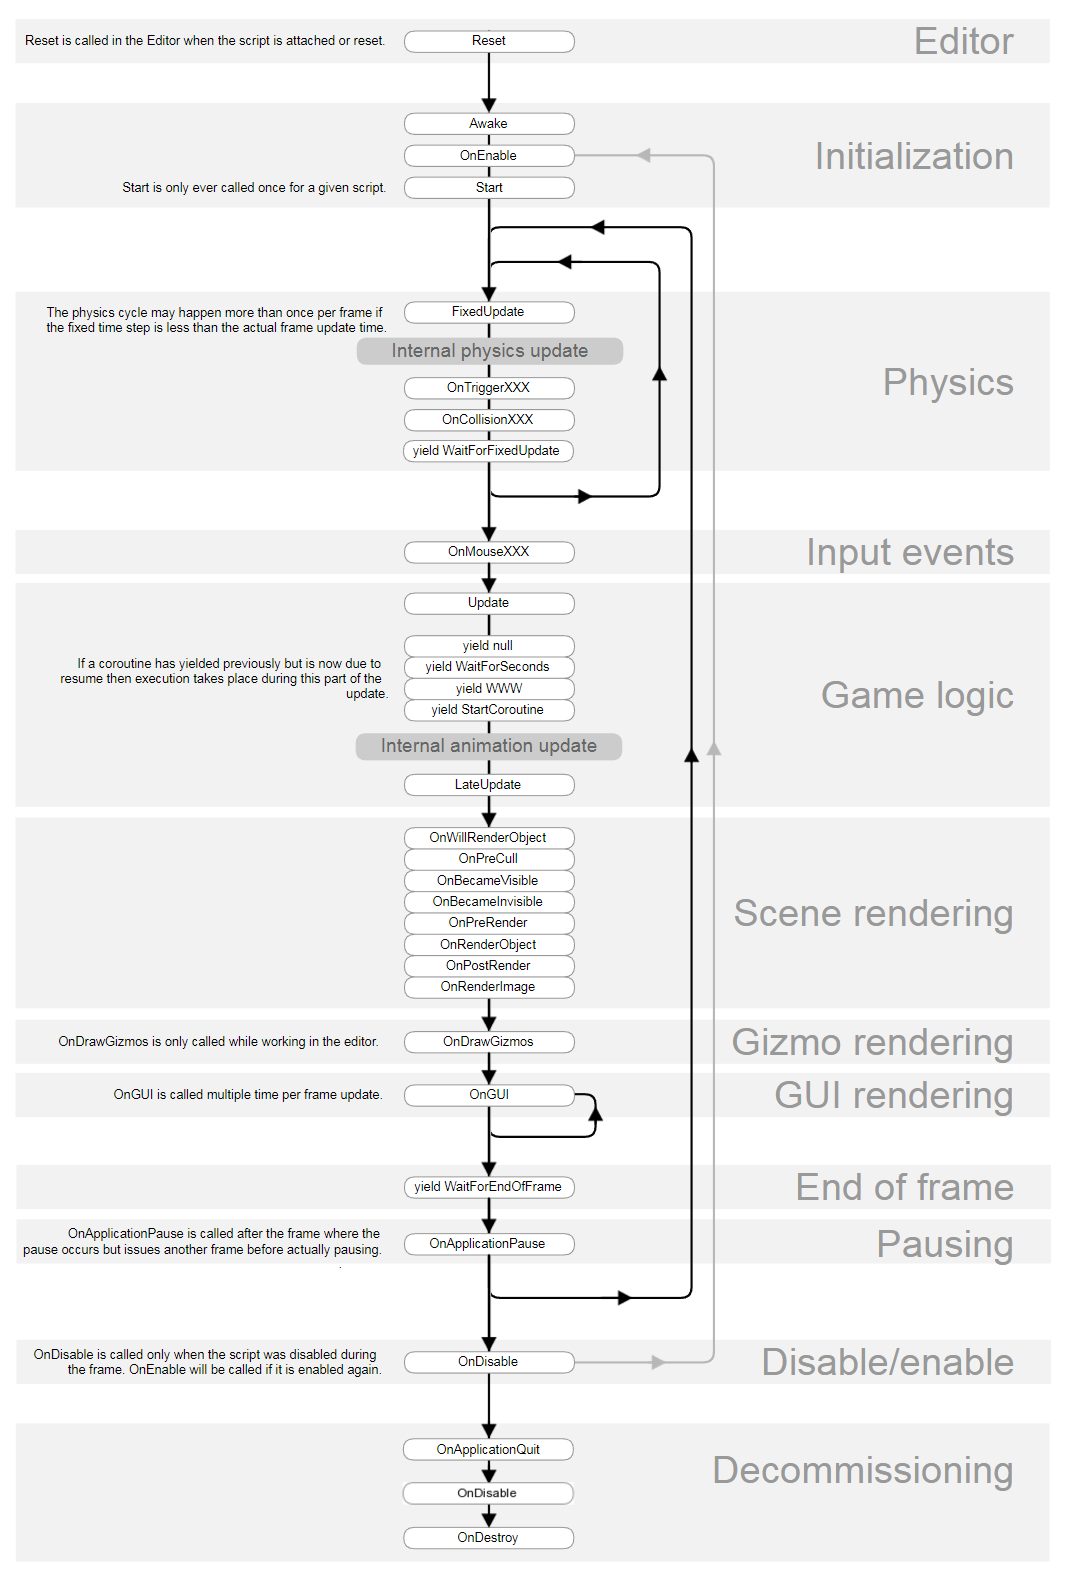 Reset is called in the Editor when the script is attached or reset.
Reset
Editor
Awake
OnEnable
Initialization
Start is only ever called once for a given script.
Start
The physics cycle may happen more than once per frame if
the fixed time step is less than the actual frame update time.
FixedUpdate
Internal physics update
OnTriggerXXX
Physics
OnCollisionXXX
yield WaitForFixedUpdate
OnMouseXXX
Input events
Update
yield null
If a coroutine has yielded previously but is now due to
resume then execution takes place during this part of the
update.
yield WaitForSeconds
yield WWW
yield StartCoroutine
Game logic
Internal animation update
LateUpdate
OnWillRenderObject
OnPreCull
OnBecameVisible
OnBecameInvisible
Scene rendering
OnPreRender
OnRenderObject
OnPostRender
OnRenderImage
OnDrawGizmos is only called while working in the editor.
OnDrawGizmos
Gizmo rendering
OnGUI is called multiple time per frame update.
OnGUI
GUI rendering
yield WaitForEndOfFrame
End of frame
OnApplicationPause is called after the frame where the
pause occurs but issues another frame before actually pausing.
.
OnApplicationPause
Pausing
OnDisable is called only when the script was disabled during
the frame. OnEnable will be called if it is enabled again.
OnDisable
Disable/enable
OnApplicationQuit
Decommissioning
OnDisable
OnDestroy